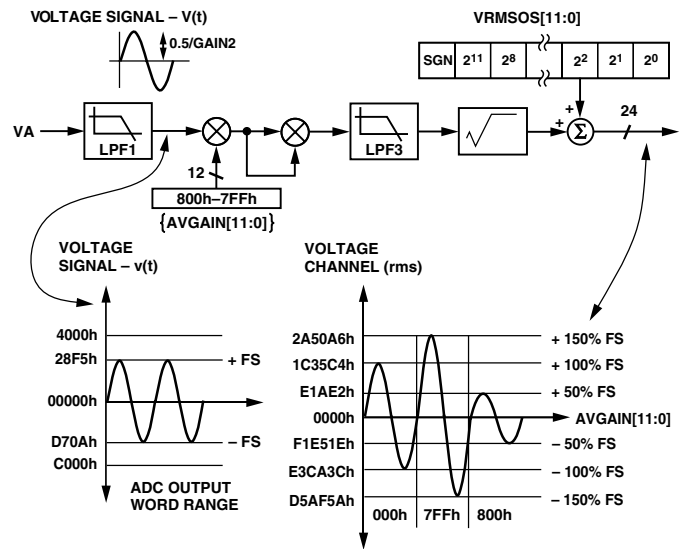 VOLTAGE SIGNAL – V(t)
0.5/GAIN2
VRMSOS[11:0]
SGN 2¹¹ 2⁸ 2² 2¹ 2⁰
VA
LPF1
12
800h–7FFh
{AVGAIN[11:0]}
LPF3
+
+
Σ
24
VOLTAGE
SIGNAL – v(t)
4000h
28F5h
+ FS
00000h
D70Ah
– FS
C000h
ADC OUTPUT
WORD RANGE
VOLTAGE
CHANNEL (rms)
2A50A6h
+ 150% FS
1C35C4h
+ 100% FS
E1AE2h
+ 50% FS
0000h
AVGAIN[11:0]
F1E51Eh
– 50% FS
E3CA3Ch
– 100% FS
D5AF5Ah
– 150% FS
000h 7FFh 800h